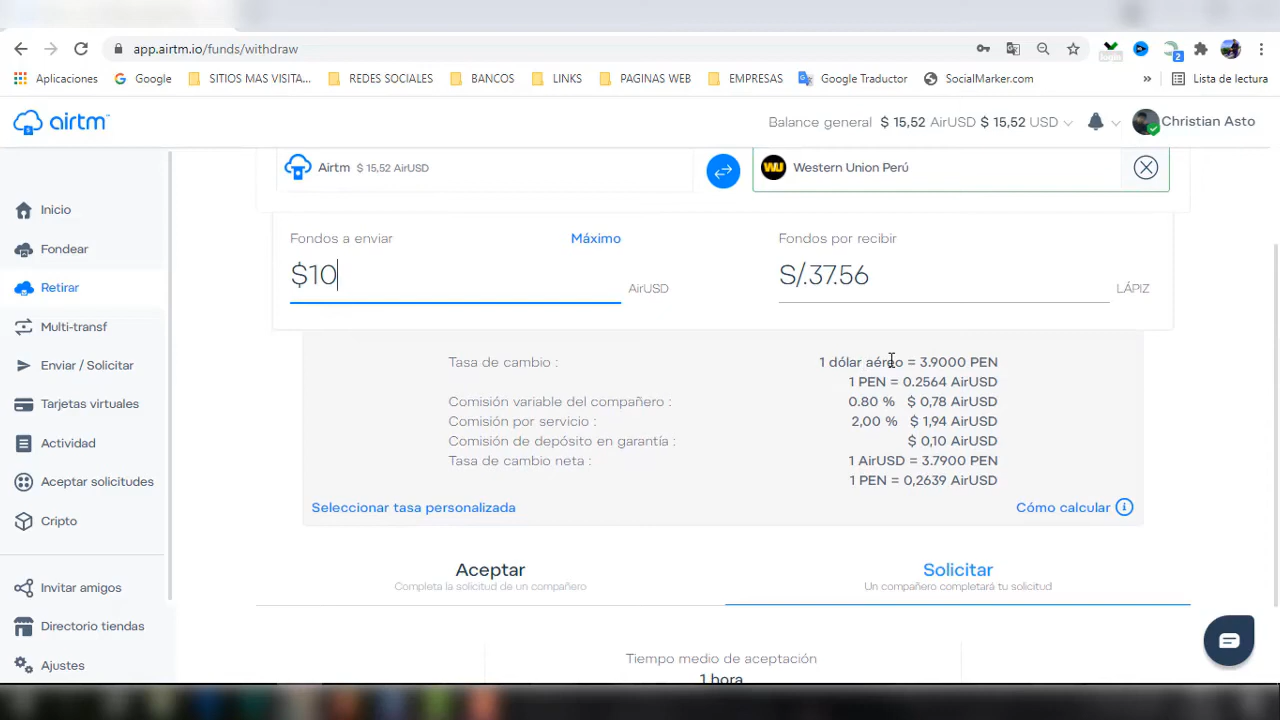 app.airtm.io/funds/withdraw
Aplicaciones
Google
SITIOS MAS VISITA...
REDES SOCIALES
BANCOS
LINKS
PAGINAS WEB
EMPRESAS
Google Traductor
SocialMarker.com
»
Lista de lectura
login
2
airtm™
Balance general $ 15,52 AirUSD $ 15,52 USD
Christian Asto
Inicio
Fondear
Retirar
Multi-transf
Enviar / Solicitar
Tarjetas virtuales
Actividad
Aceptar solicitudes
Cripto
Invitar amigos
Directorio tiendas
Ajustes
Airtm $ 15,52 AirUSD
WU Western Union Perú
Fondos a enviar
Máximo
$10
AirUSD
Fondos por recibir
S/.37.56
LÁPIZ
Tasa de cambio : 1 dólar aéreo = 3.9000 PEN
1 PEN = 0.2564 AirUSD
Comisión variable del compañero : 0.80 % $ 0,78 AirUSD
Comisión por servicio : 2,00 % $ 1,94 AirUSD
Comisión de depósito en garantía : $ 0,10 AirUSD
Tasa de cambio neta : 1 AirUSD = 3.7900 PEN
1 PEN = 0,2639 AirUSD
Seleccionar tasa personalizada
Cómo calcular
Aceptar
Completa la solicitud de un compañero
Solicitar
Un compañero completará tu solicitud
Tiempo medio de aceptación
1 hora